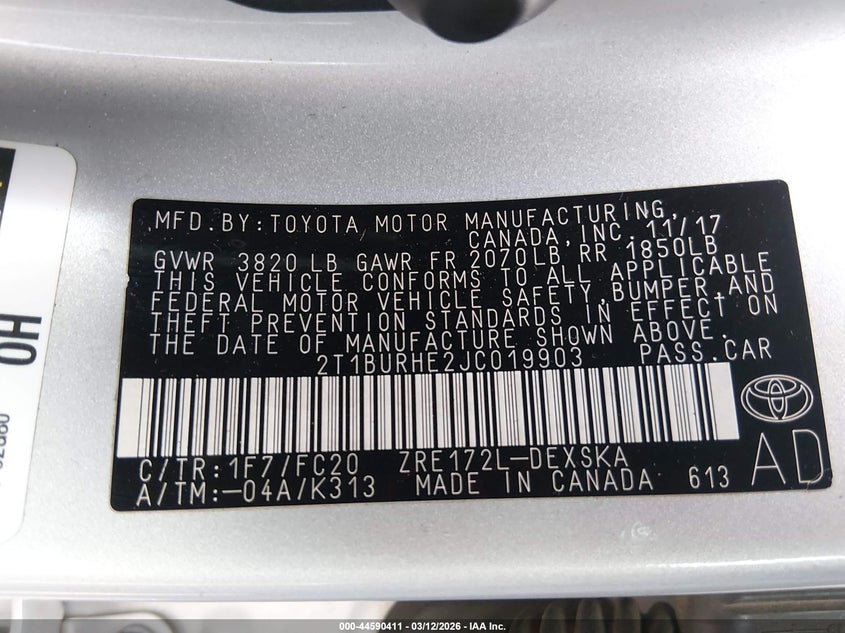 MFD.BY:TOYOTA MOTOR MANUFACTURING,
CANADA,INC. 11/17
GVWR 3820 LB GAWR FR 2070LB RR 1850LB
THIS VEHICLE CONFORMS TO ALL APPLICABLE
FEDERAL MOTOR VEHICLE SAFETY,BUMPER,AND
THEFT PREVENTION STANDARDS IN EFFECT ON
THE DATE OF MANUFACTURE SHOWN ABOVE.
2T1BURHE2JC019903 PASS.CAR
C/TR:1F7/FC20 ZRE172L-DEXSKA
A/TM:-04A/K313 MADE IN CANADA 613
AD
OH
000-44590411 - 03/12/2026 - IAA Inc.